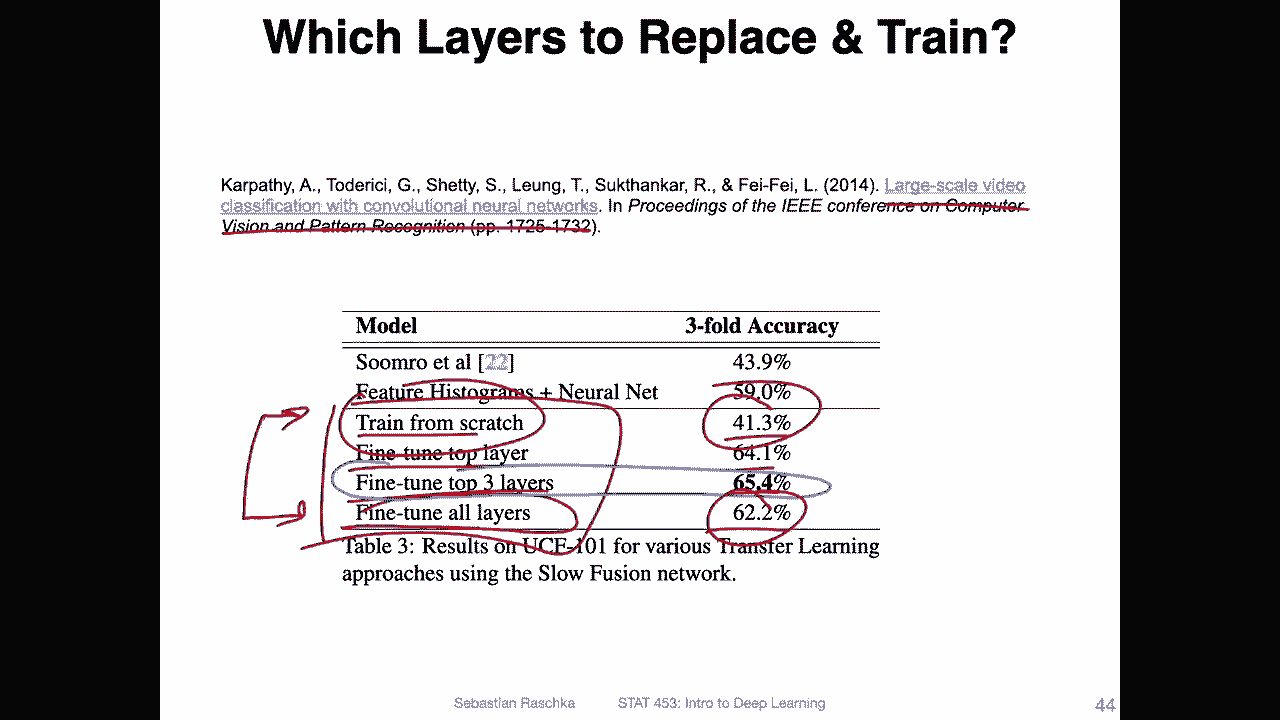 Which Layers to Replace & Train?
Karpathy, A., Toderici, G., Shetty, S., Leung, T., Sukthankar, R., & Fei-Fei, L. (2014). Large-scale video
classification with convolutional neural networks. In Proceedings of the IEEE conference on Computer
Vision and Pattern Recognition (pp. 1725-1732).
Model 3-fold Accuracy
Soomro et al [22] 43.9%
Feature Histograms + Neural Net 59.0%
Train from scratch 41.3%
Fine-tune top layer 64.1%
Fine-tune top 3 layers 65.4%
Fine-tune all layers 62.2%
Table 3: Results on UCF-101 for various Transfer Learning
approaches using the Slow Fusion network.
Sebastian Raschka STAT 453: Intro to Deep Learning 44